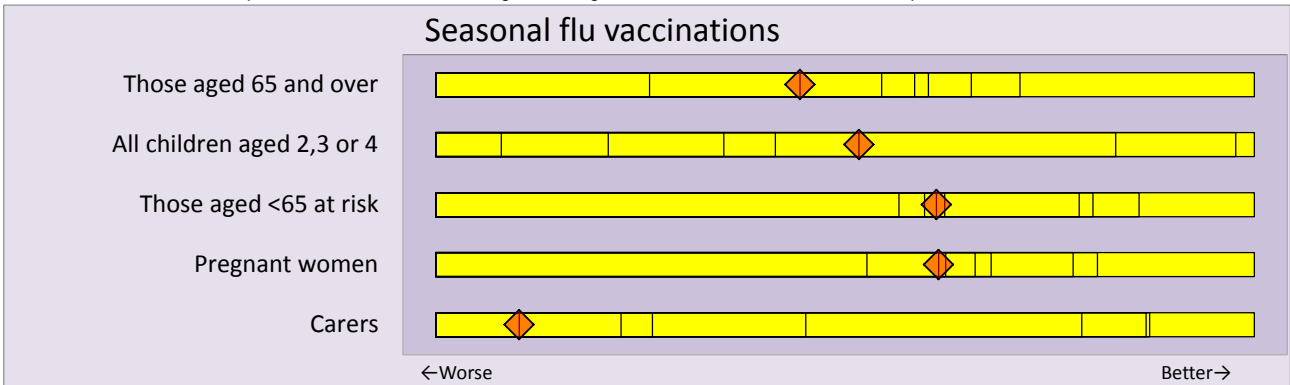 Seasonal flu vaccinations
Those aged 65 and over
All children aged 2,3 or 4
Those aged <65 at risk
Pregnant women
Carers
←Worse Better→